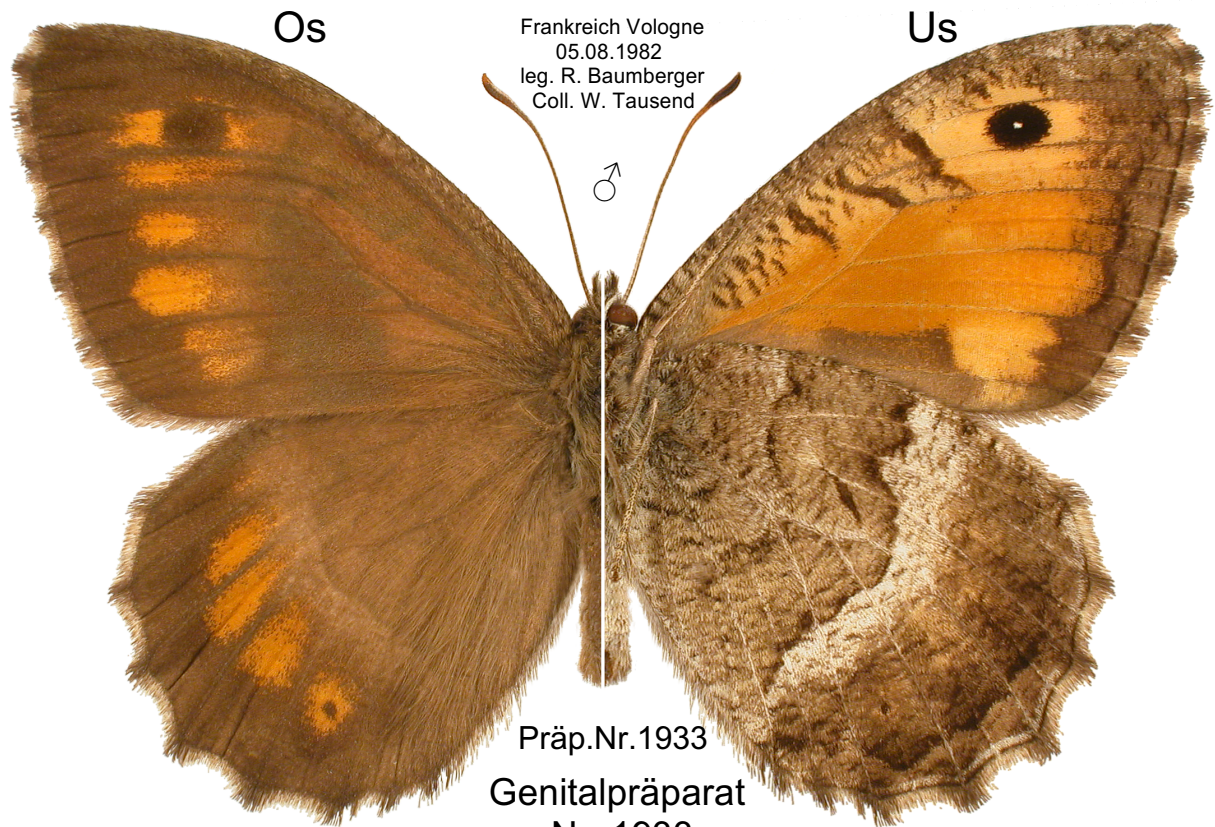 Os
Frankreich Vologne
05.08.1982
leg. R. Baumberger
Coll. W. Tausend
Us
♂
Präp.Nr.1933
Genitalpräparat